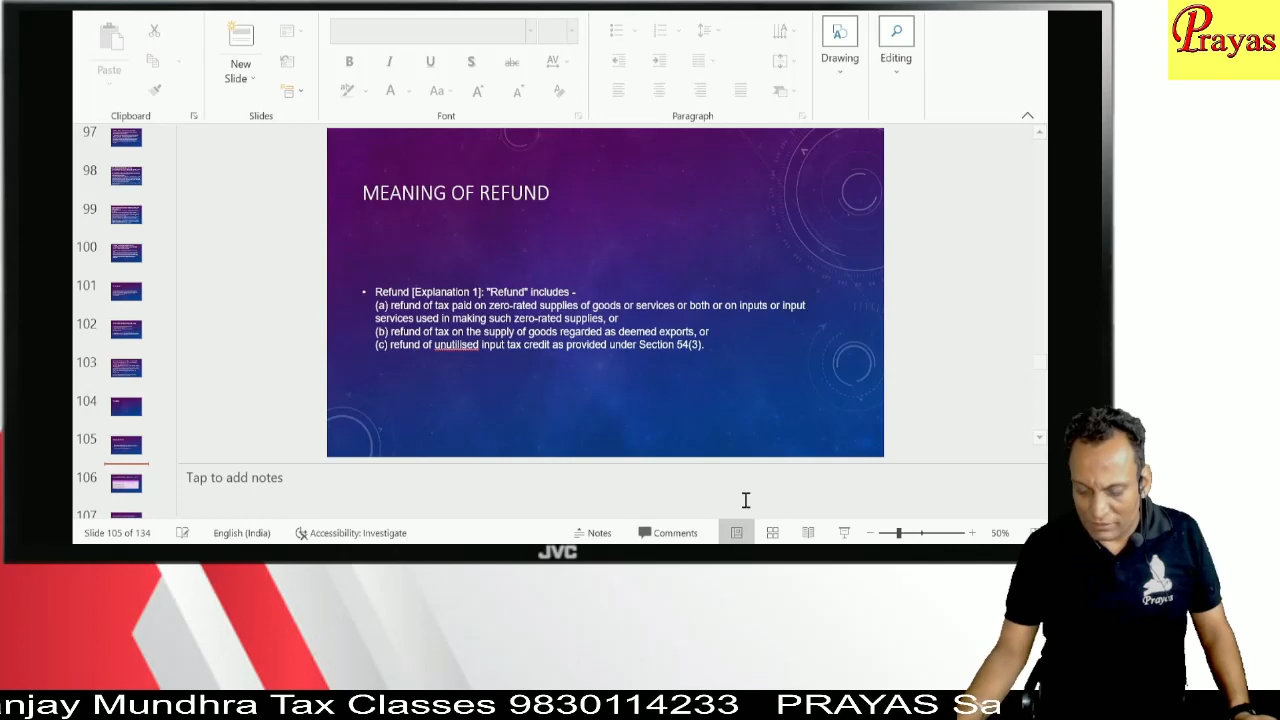 Prayas
Paste
New
Slide
Drawing
Editing
B I U S abc AV
Aa A A
Clipboard
Slides
Font
Paragraph
97
98
99
100
101
102
103
104
105
106
107
MEANING OF REFUND
• Refund [Explanation 1]: "Refund" includes -
(a) refund of tax paid on zero-rated supplies of goods or services or both or on inputs or input
services used in making such zero-rated supplies, or
(b) refund of tax on the supply of goods regarded as deemed exports, or
(c) refund of unutilised input tax credit as provided under Section 54(3).
Tap to add notes
Slide 105 of 134
English (India)
Accessibility: Investigate
Notes
Comments
50%
JVC
Prayas
anjay Mundhra Tax Classes 9830114233 PRAYAS Sa